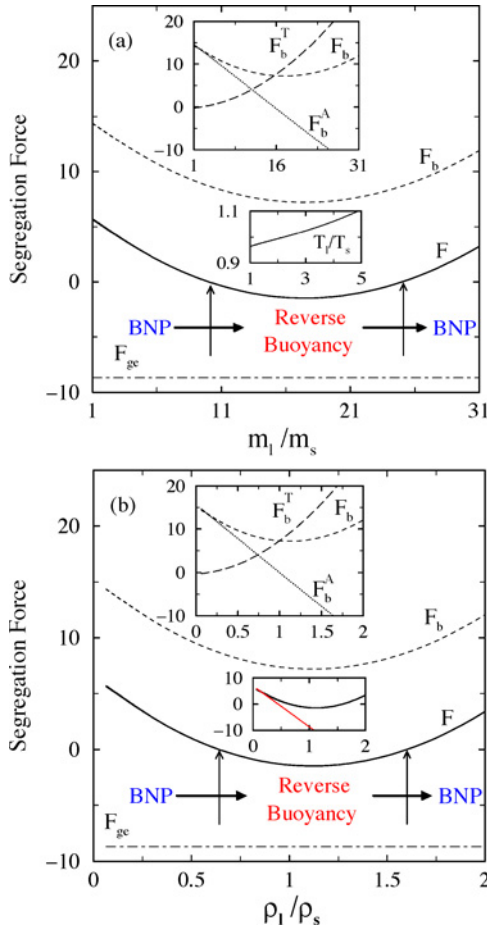 (a)
Segregation Force
20
10
0
−10
20
10
0
−10
1
16
31
F_b^T
F_b
F_b^A
F_b
1.1
0.9
T_l/T_s
1
3
5
F
BNP
Reverse
Buoyancy
BNP
F_ge
1
11
21
31
m_l /m_s
(b)
Segregation Force
20
10
0
−10
20
10
0
−10
0
0.5
1
1.5
2
F_b^T
F_b
F_b^A
F_b
10
0
−10
0
1
2
F
BNP
Reverse
Buoyancy
BNP
F_ge
0
0.5
1
1.5
2
ρ_l /ρ_s